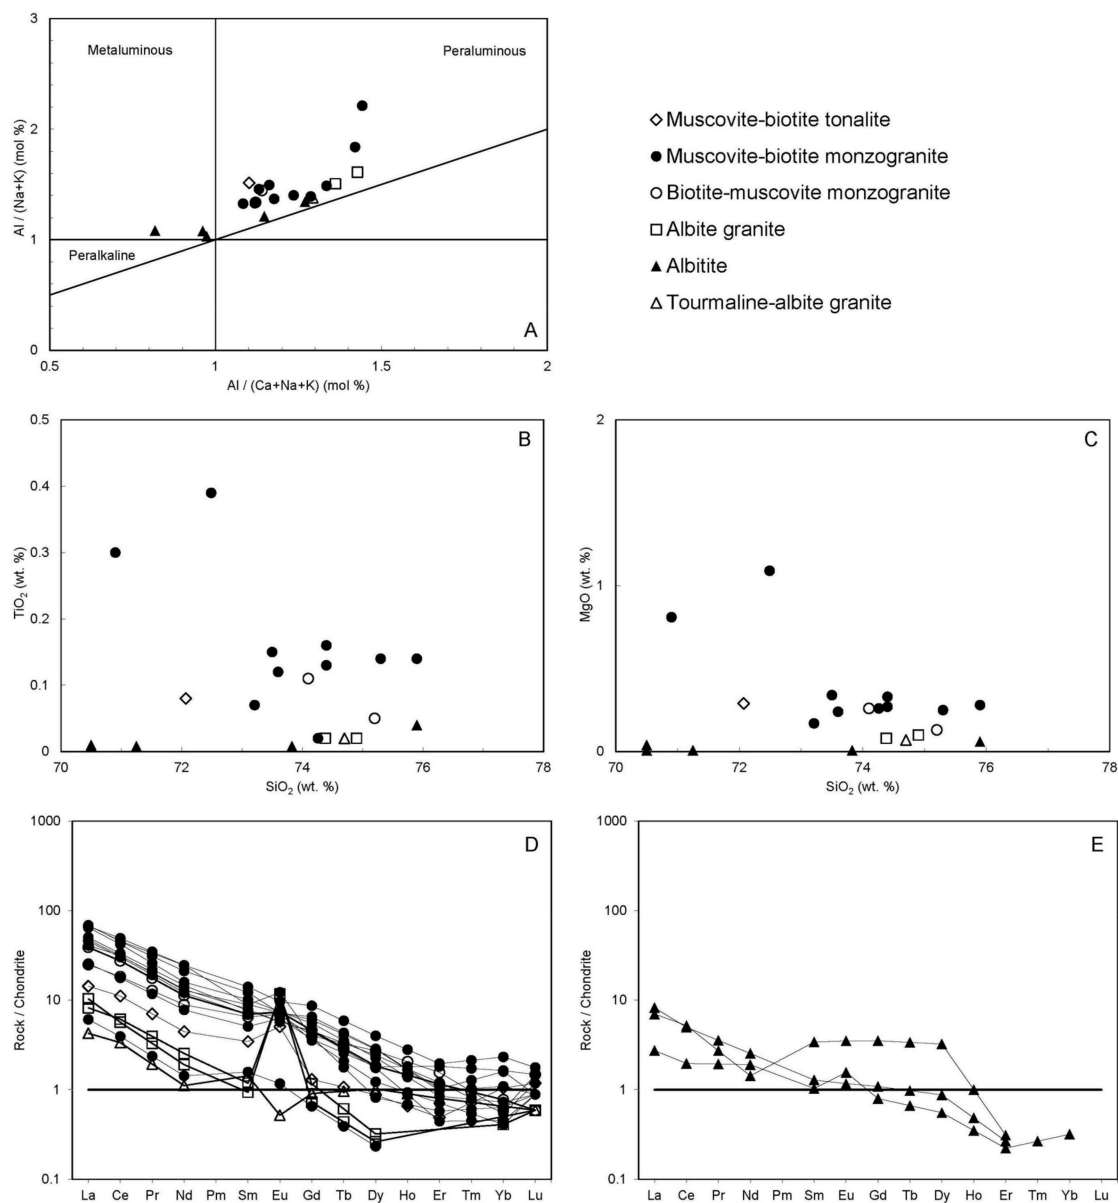 3
Metaluminous
Peraluminous
2
Al / (Na+K) (mol %)
1
Peralkaline
A
0
0.5
1
1.5
2
Al / (Ca+Na+K) (mol %)
Muscovite-biotite tonalite
Muscovite-biotite monzogranite
Biotite-muscovite monzogranite
Albite granite
Albitite
Tourmaline-albite granite
0.5
B
0.4
0.3
TiO2 (wt. %)
0.2
0.1
0
70
72
74
76
78
SiO2 (wt. %)
2
C
MgO (wt. %)
1
0
70
72
74
76
78
SiO2 (wt. %)
1000
D
100
Rock / Chondrite
10
1
0.1
La Ce Pr Nd Pm Sm Eu Gd Tb Dy Ho Er Tm Yb Lu
1000
E
100
Rock / Chondrite
10
1
0.1
La Ce Pr Nd Pm Sm Eu Gd Tb Dy Ho Er Tm Yb Lu